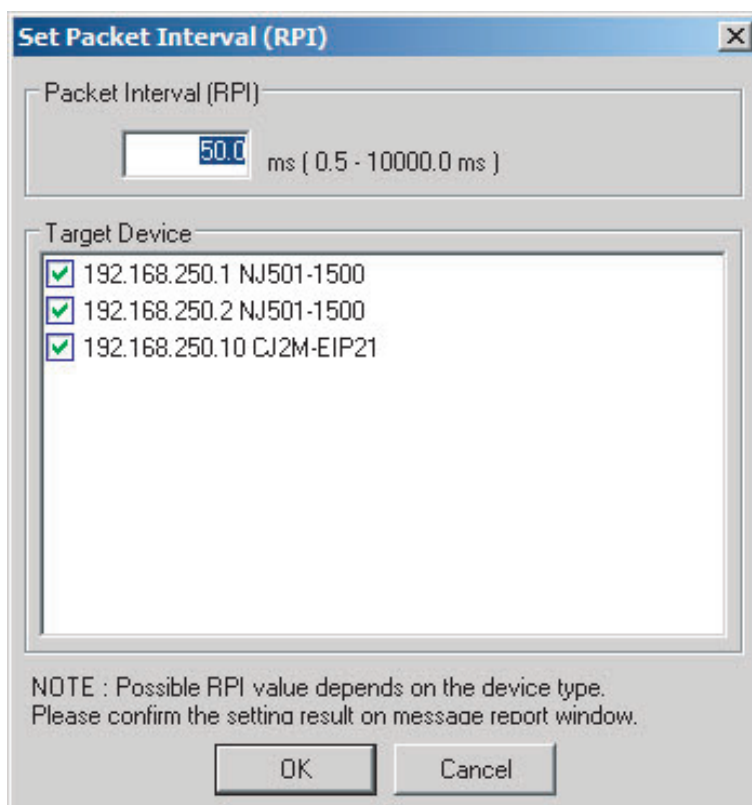 Set Packet Interval (RPI)
Packet Interval (RPI)
50.0 ms ( 0.5 - 10000.0 ms )
Target Device
192.168.250.1 NJ501-1500
192.168.250.2 NJ501-1500
192.168.250.10 CJ2M-EIP21
NOTE : Possible RPI value depends on the device type.
Please confirm the setting result on message report window.
OK Cancel